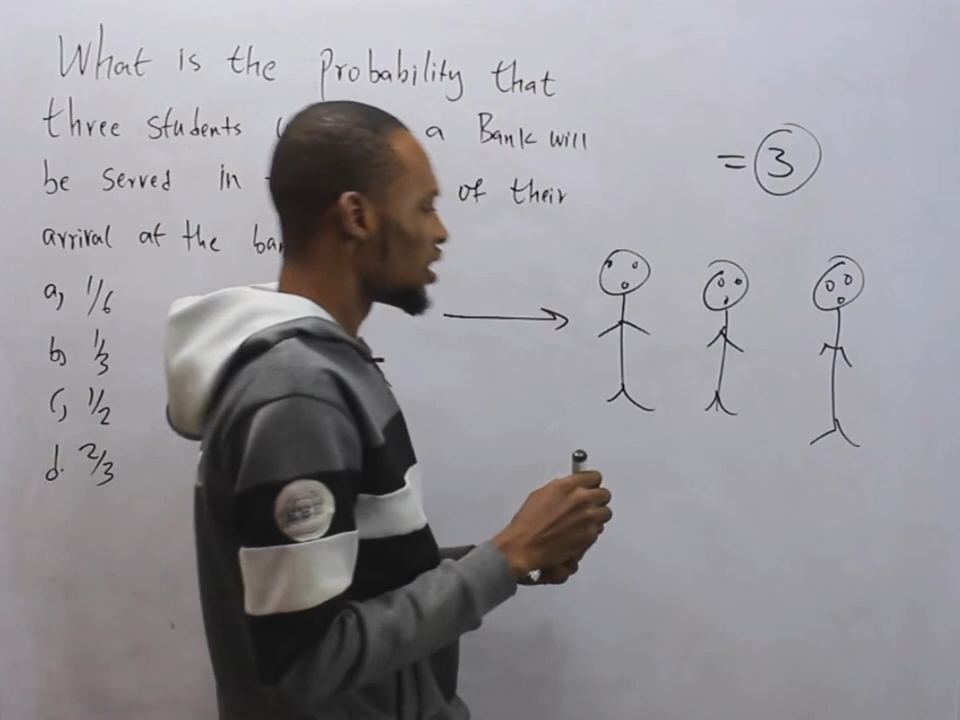 What is the Probability that
three students a Bank will
be served in of their
arrival at the
a, 1/6
b, 1/3
c, 1/2
d. 2/3
= 3